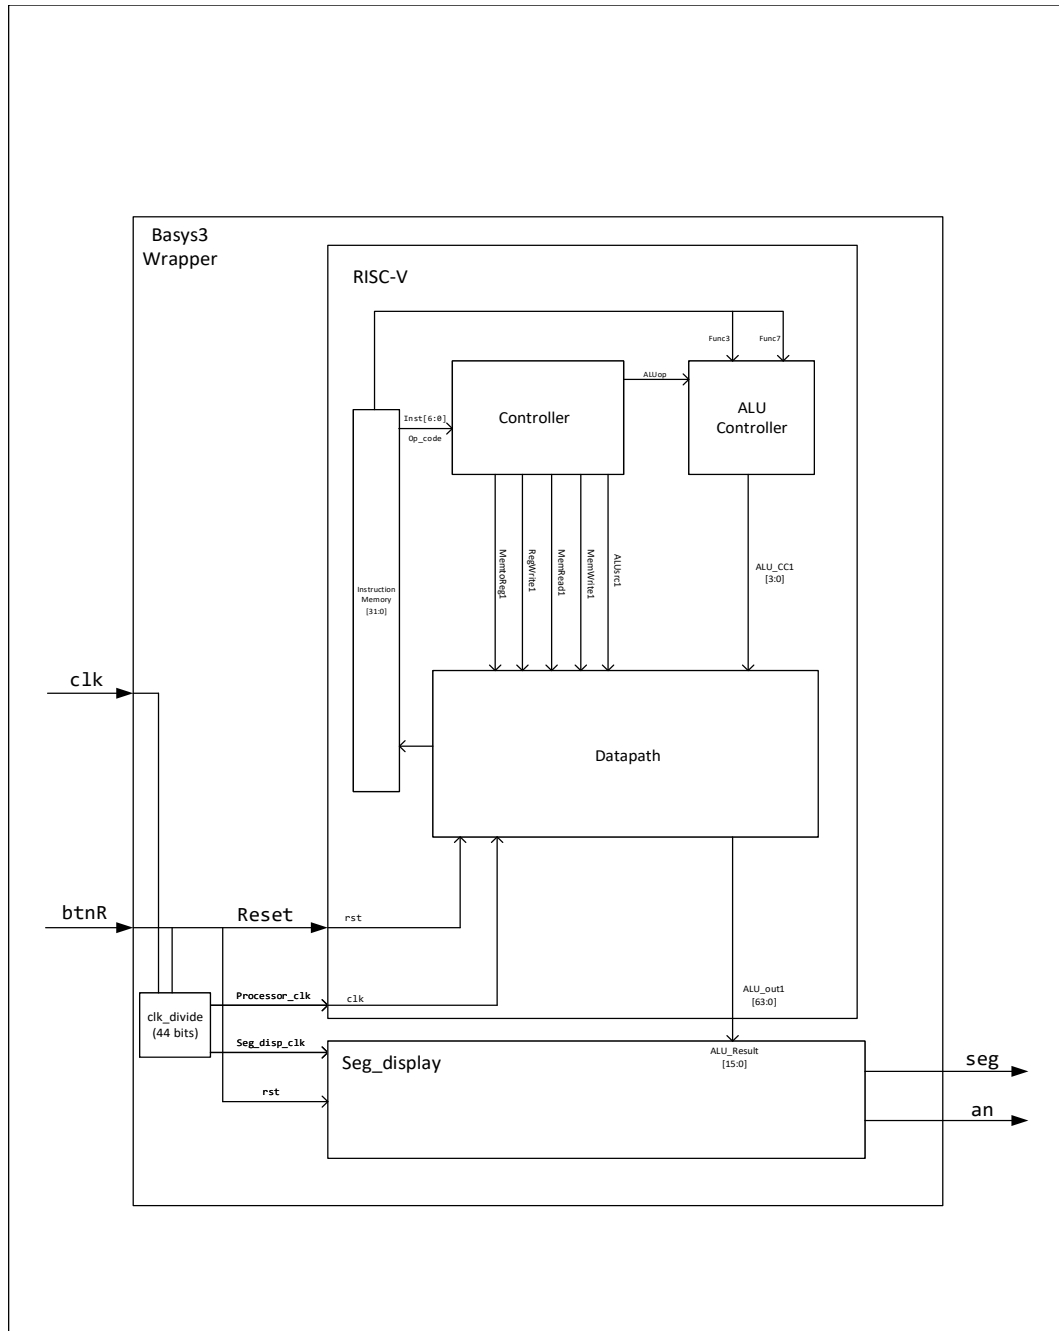 Basys3
Wrapper
RISC-V
Func3
Func7
ALUop
Controller
ALU
Controller
Inst[6:0]
Op_code
MemtoReg1
RegWrite1
MemRead1
MemWrite1
ALUsrc1
ALU_CC1
[3:0]
Instruction
Memory
[31:0]
clk
Datapath
btnR
Reset
rst
Processor_clk
clk
ALU_out1
[63:0]
clk_divide
(44 bits)
Seg_disp_clk
Seg_display
ALU_Result
[15:0]
seg
rst
an